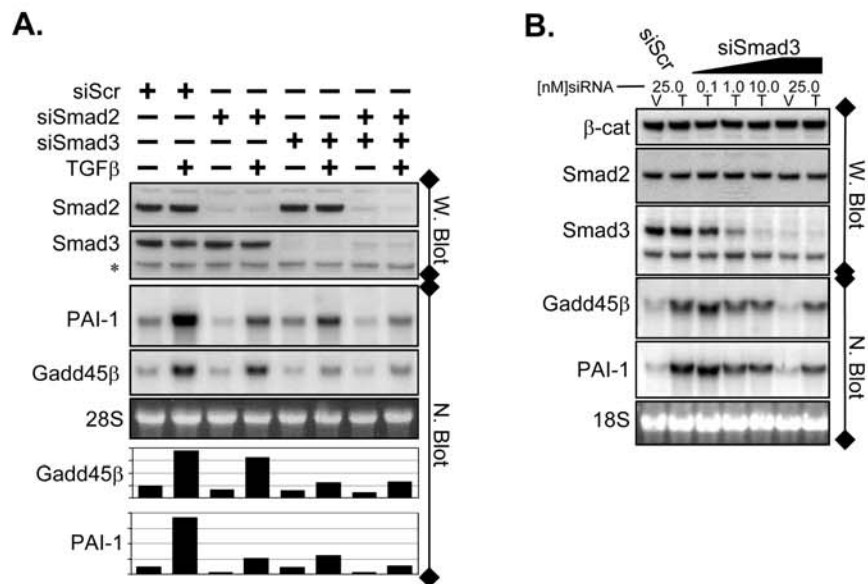 A.
siScr + + − − − − − −
siSmad2 − − + + − − + +
siSmad3 − − − − + + + +
TGFβ − + − + − + − +
Smad2
Smad3
*
W. Blot
PAI-1
Gadd45β
28S
Gadd45β
PAI-1
N. Blot
B.
siScr siSmad3
[nM]siRNA 25.0 0.1 1.0 10.0 25.0
V T T T T V T
β-cat
Smad2
Smad3
W. Blot
Gadd45β
PAI-1
18S
N. Blot